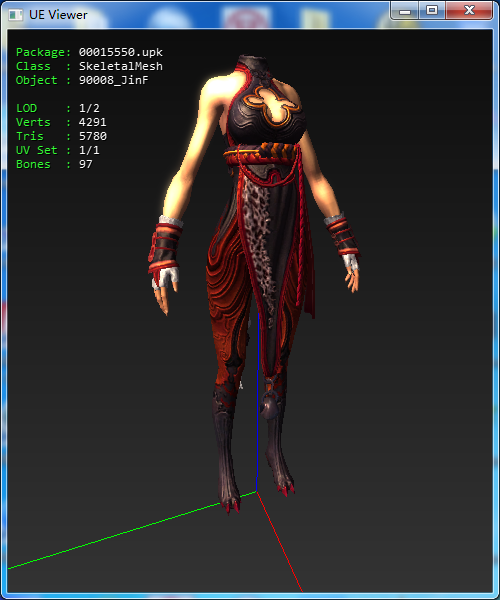 UE Viewer
Package: 00015550.upk
Class : SkeletalMesh
Object : 90008_JinF
LOD : 1/2
Verts : 4291
Tris : 5780
UV Set : 1/1
Bones : 97